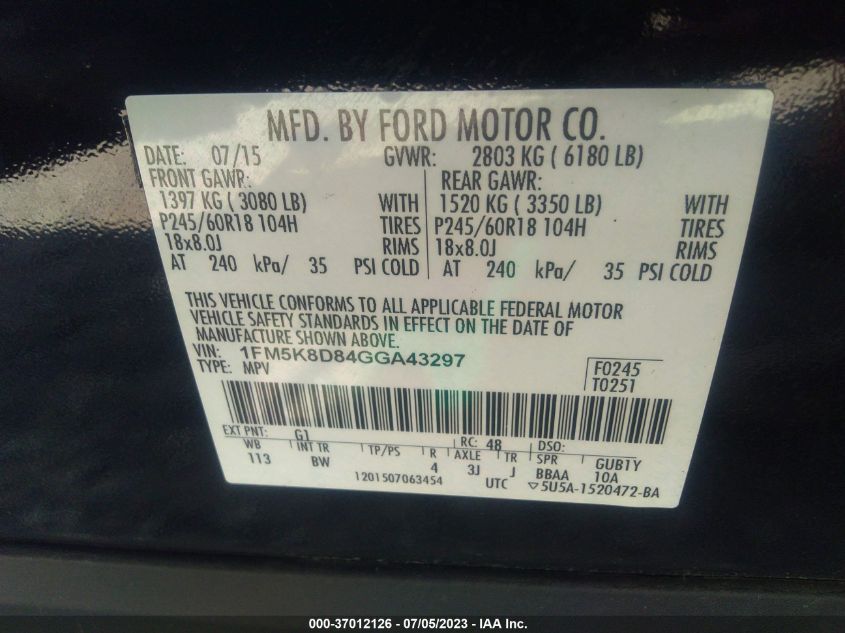 MFD. BY FORD MOTOR CO.
DATE: 07/15 GVWR: 2803 KG ( 6180 LB)
FRONT GAWR: REAR GAWR:
1397 KG ( 3080 LB) WITH 1520 KG ( 3350 LB) WITH
P245/60R18 104H TIRES P245/60R18 104H TIRES
18x8.0J RIMS 18x8.0J RIMS
AT 240 kPa/ 35 PSI COLD AT 240 kPa/ 35 PSI COLD
THIS VEHICLE CONFORMS TO ALL APPLICABLE FEDERAL MOTOR
VEHICLE SAFETY STANDARDS IN EFFECT ON THE DATE OF
MANUFACTURE SHOWN ABOVE.
VIN: 1FM5K8D84GGA43297
TYPE: MPV
F0245
T0251
EXT PNT: G1 RC: 48 DSO:
WB INT TR TP/PS R AXLE TR SPR GUB1Y
113 BW 4 3J J BBAA 10A
1201507063454 UTC ▽5U5A-1520472-BA
000-37012126 - 07/05/2023 - IAA Inc.